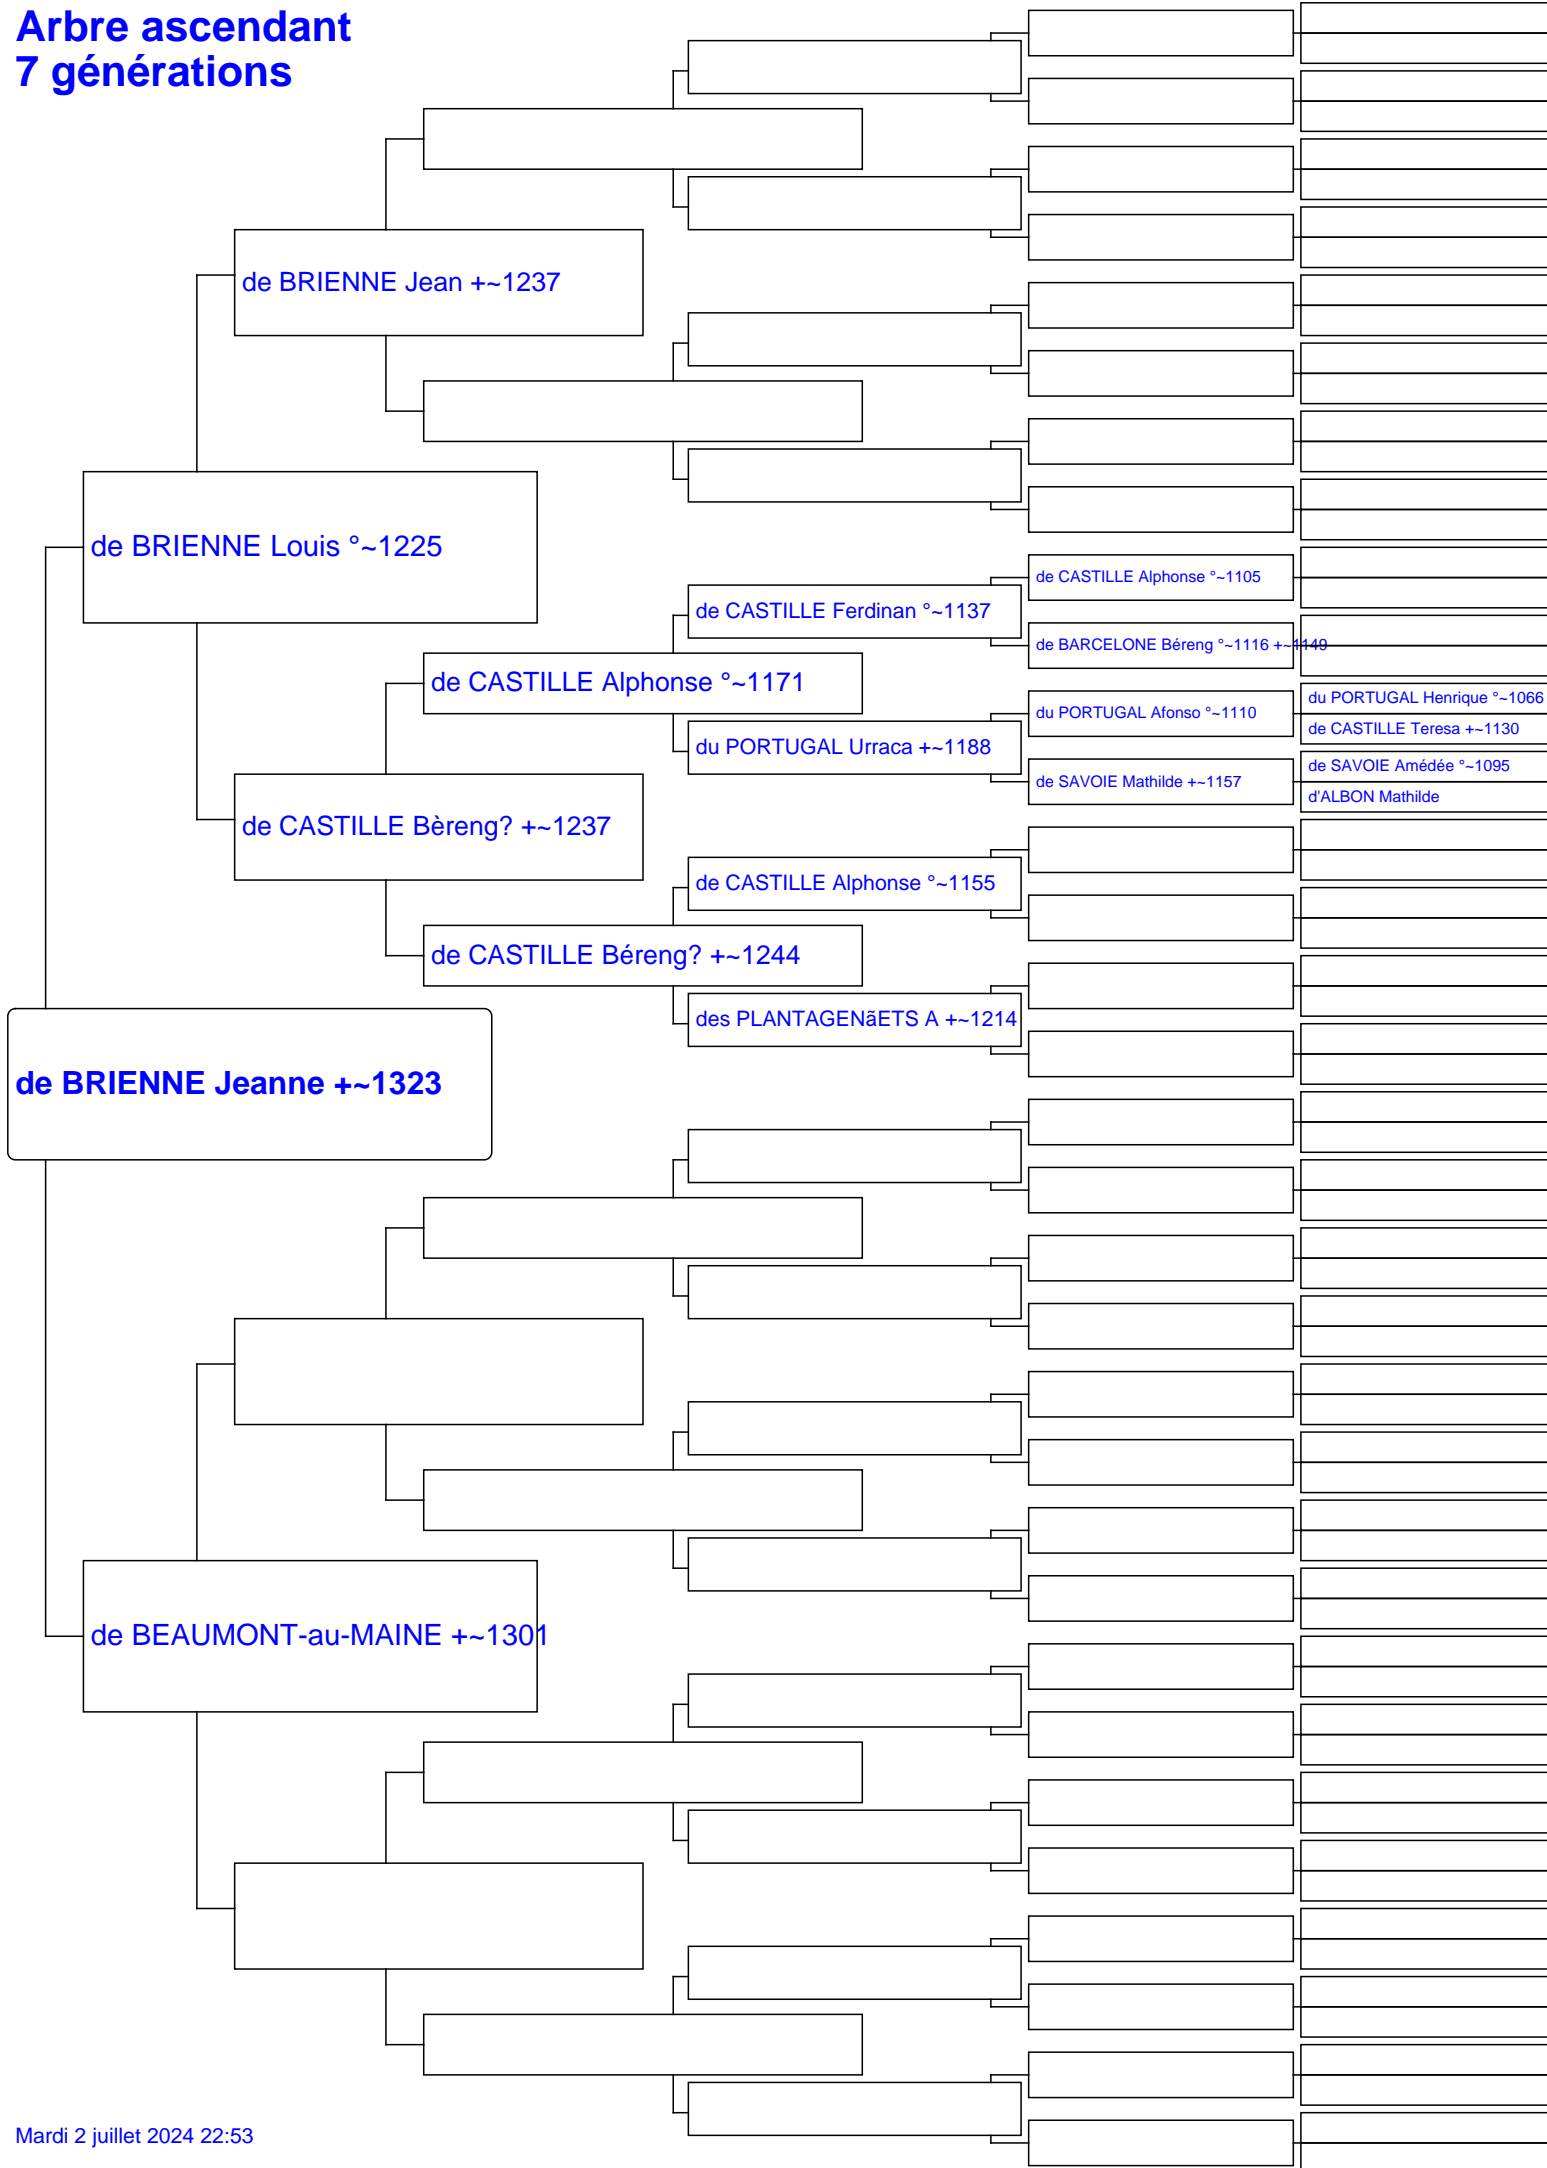 Arbre ascendant
7 générations
de BRIENNE Jean +~1237
de BRIENNE Louis °~1225
de CASTILLE Alphonse °~1105
de CASTILLE Ferdinan °~1137
de BARCELONE Béreng °~1116 +~1149
de CASTILLE Alphonse °~1171
du PORTUGAL Henrique °~1066
du PORTUGAL Afonso °~1110
de CASTILLE Teresa +~1130
du PORTUGAL Urraca +~1188
de SAVOIE Amédée °~1095
de SAVOIE Mathilde +~1157
d'ALBON Mathilde
de CASTILLE Bèreng? +~1237
de CASTILLE Alphonse °~1155
de CASTILLE Béreng? +~1244
des PLANTAGENãETS A +~1214
de BRIENNE Jeanne +~1323
de BEAUMONT-au-MAINE +~1301
Mardi 2 juillet 2024 22:53